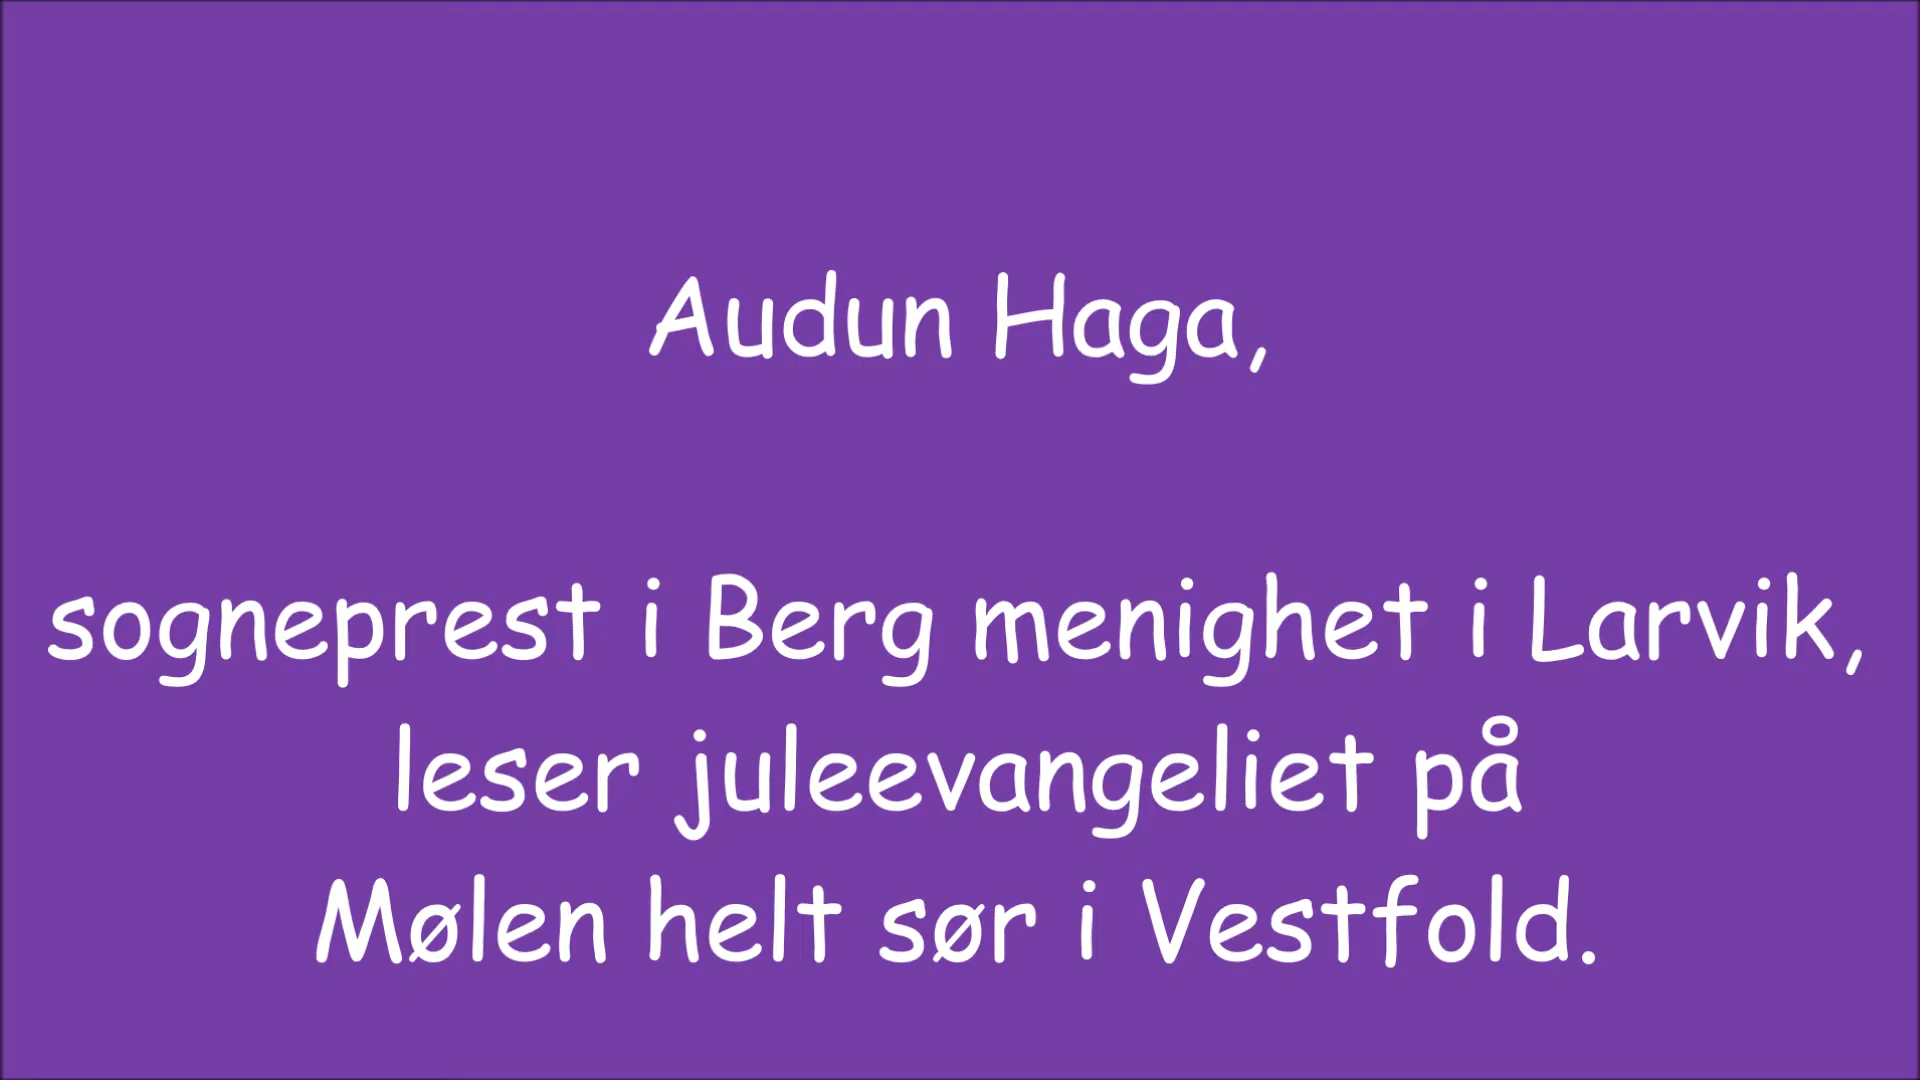 Audun Haga,
sogneprest i Berg menighet i Larvik,
leser juleevangeliet på
Mølen helt sør i Vestfold.